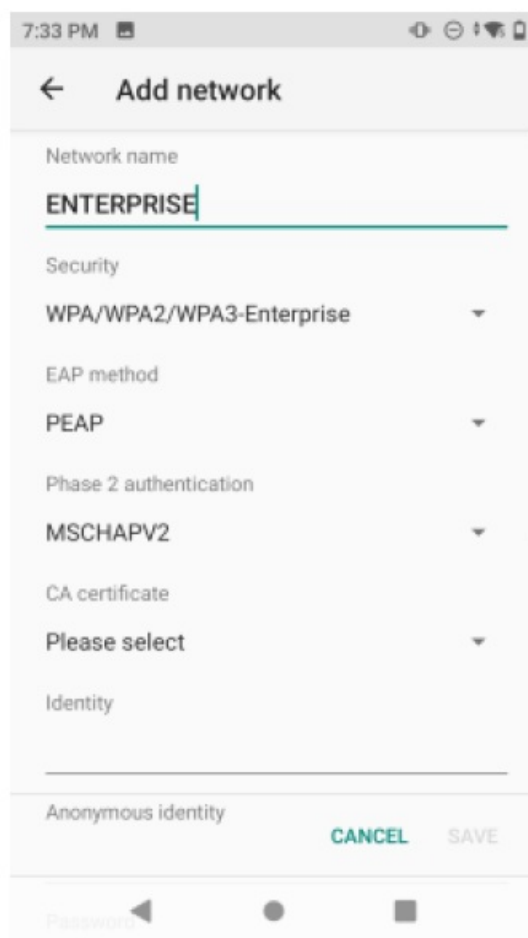 7:33 PM
Add network
Network name
ENTERPRISE
Security
WPA/WPA2/WPA3-Enterprise
EAP method
PEAP
Phase 2 authentication
MSCHAPV2
CA certificate
Please select
Identity
Anonymous identity
CANCEL SAVE
Password